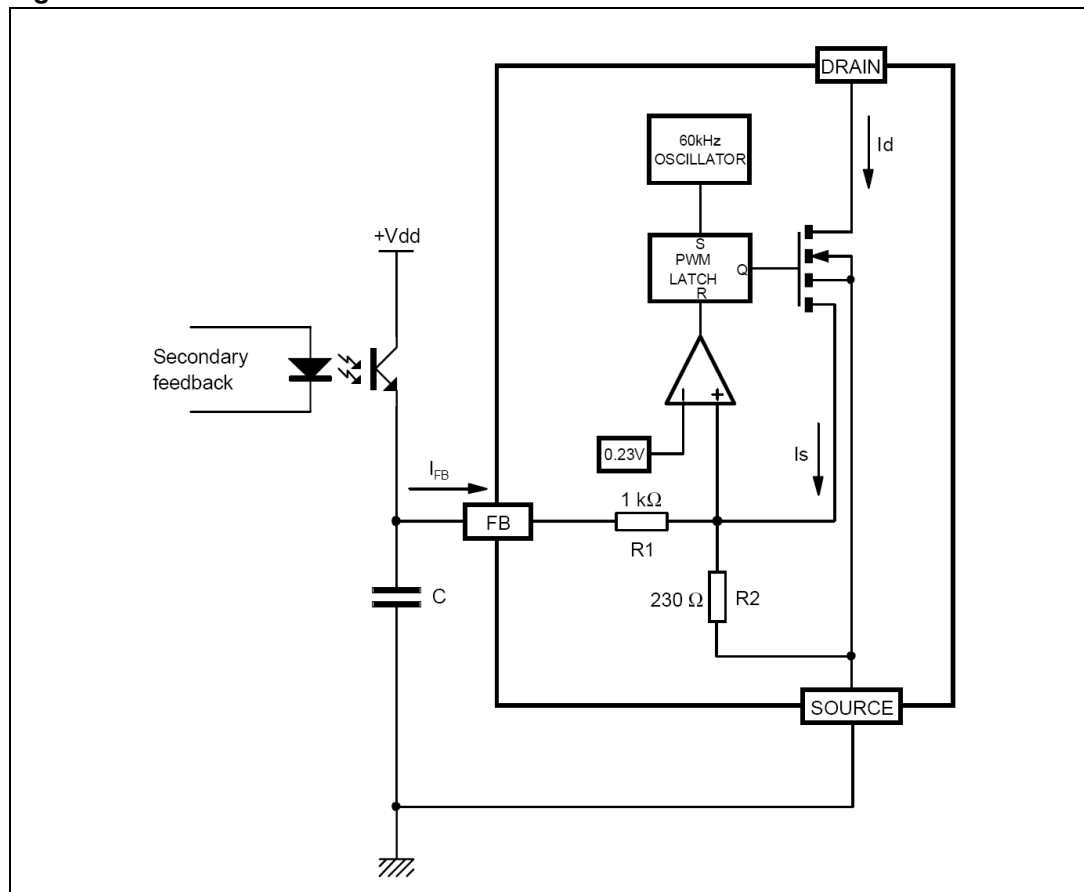 DRAIN
60kHz
OSCILLATOR
Id
+Vdd
S
PWM
LATCH
Q
R
Secondary
feedback
- +
0.23V
Is
IFB
1 kΩ
FB
R1
C
230 Ω
R2
SOURCE